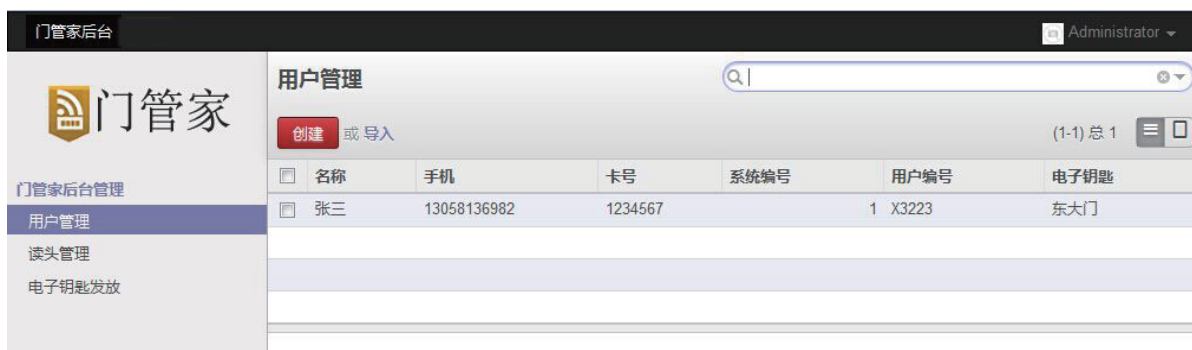 门管家后台
Administrator
门管家
用户管理
创建 或 导入
(1-1) 总 1
名称 手机 卡号 系统编号 用户编号 电子钥匙
张三 13058136982 1234567 1 X3223 东大门
门管家后台管理
用户管理
读头管理
电子钥匙发放